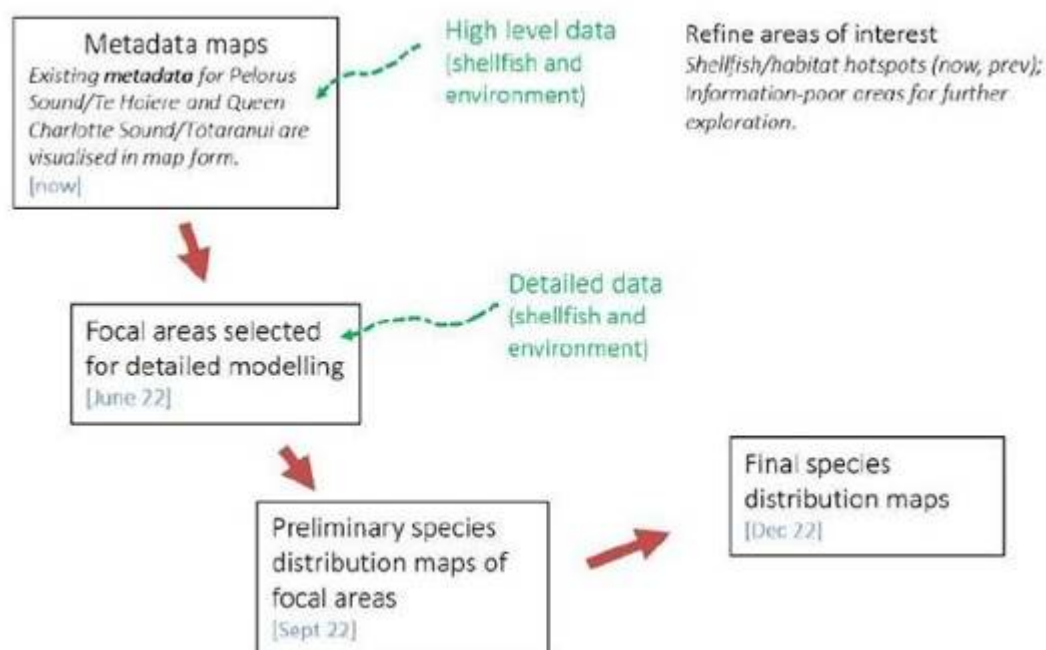 Metadata maps
Existing metadata for Pelorus
Sound/Te Hoiere and Queen
Charlotte Sound/Tōtaranui are
visualised in map form.
[now]
High level data
(shellfish and
environment)
Refine areas of interest
Shellfish/habitat hotspots (now, prev);
Information-poor areas for further
exploration.
Focal areas selected
for detailed modelling
[June 22]
Detailed data
(shellfish and
environment)
Preliminary species
distribution maps of
focal areas
[Sept 22]
Final species
distribution maps
[Dec 22]